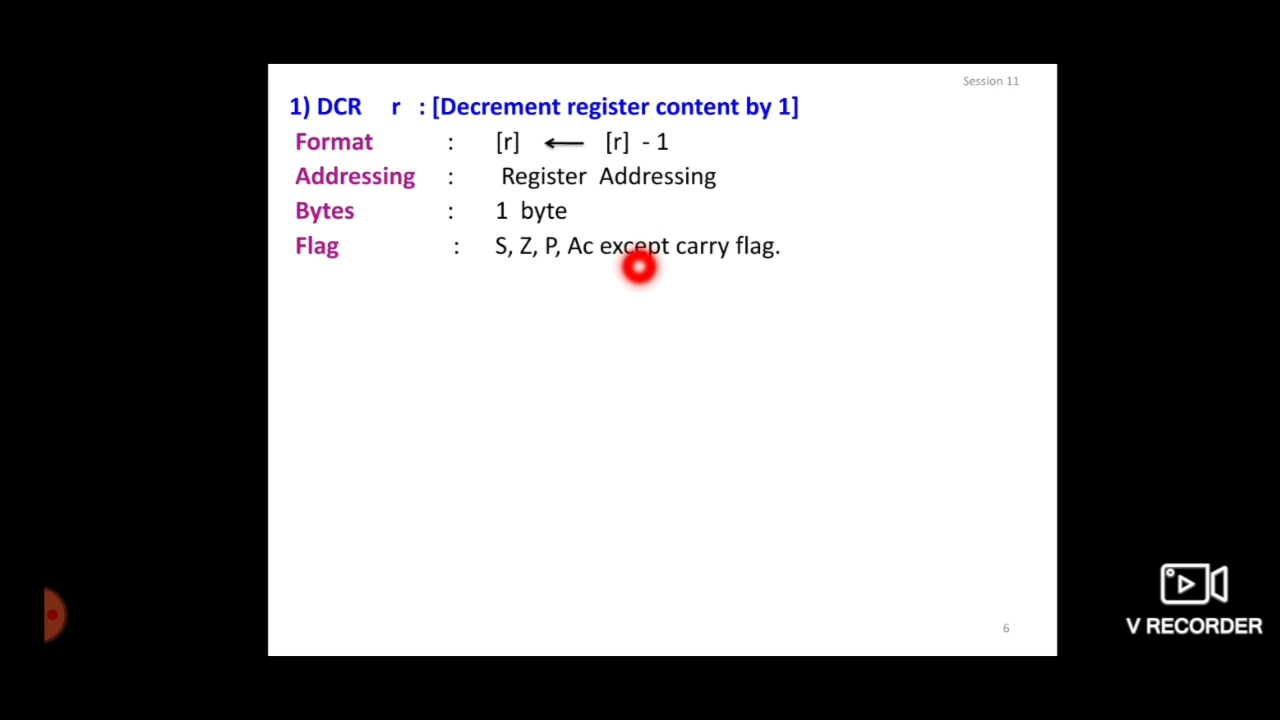 Session 11
1) DCR r : [Decrement register content by 1]
Format : [r] ← [r] - 1
Addressing : Register Addressing
Bytes : 1 byte
Flag : S, Z, P, Ac except carry flag.
6
V RECORDER